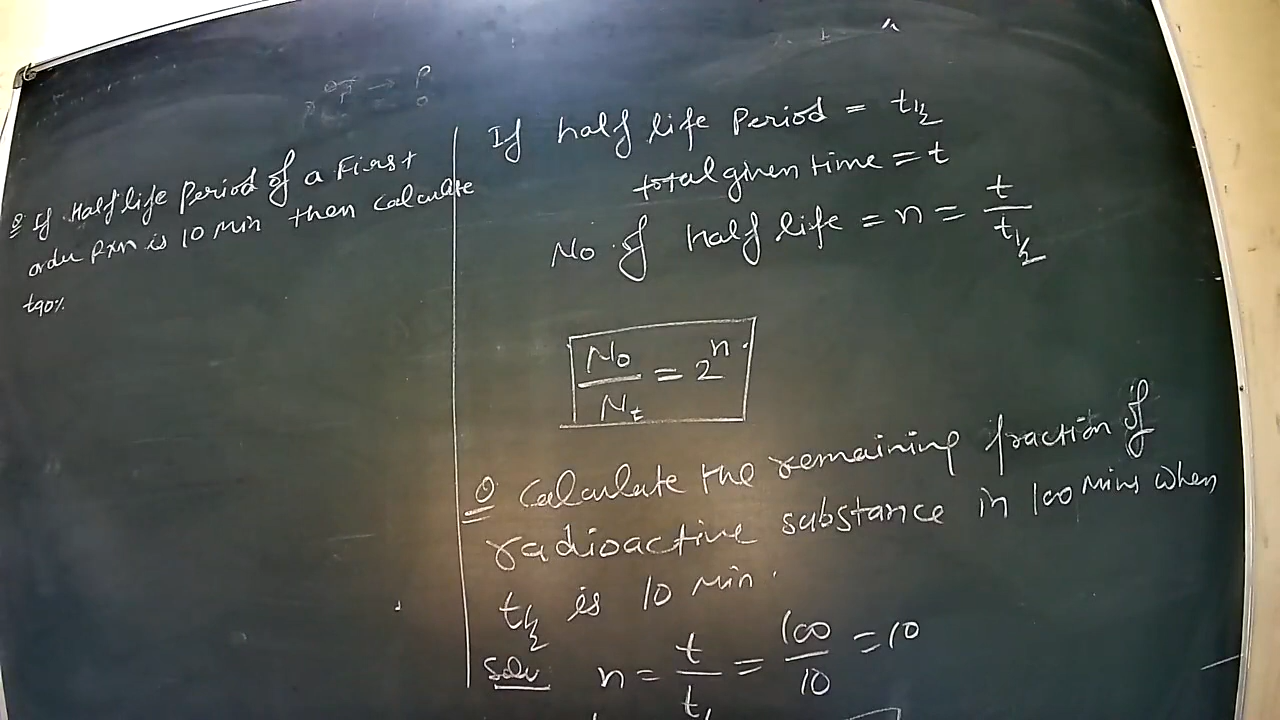 Q If Half life Period of a First
order Rxn is 10 Min then calculate
t90%
If half life Period = t1/2
total given time = t
No of half life = n = t/t1/2
No/Nt = 2^n
Q Calculate the remaining fraction of
radioactive substance in 100 Mins when
t1/2 is 10 Min.
Solu n = t/t1/2 = 100/10 = 10